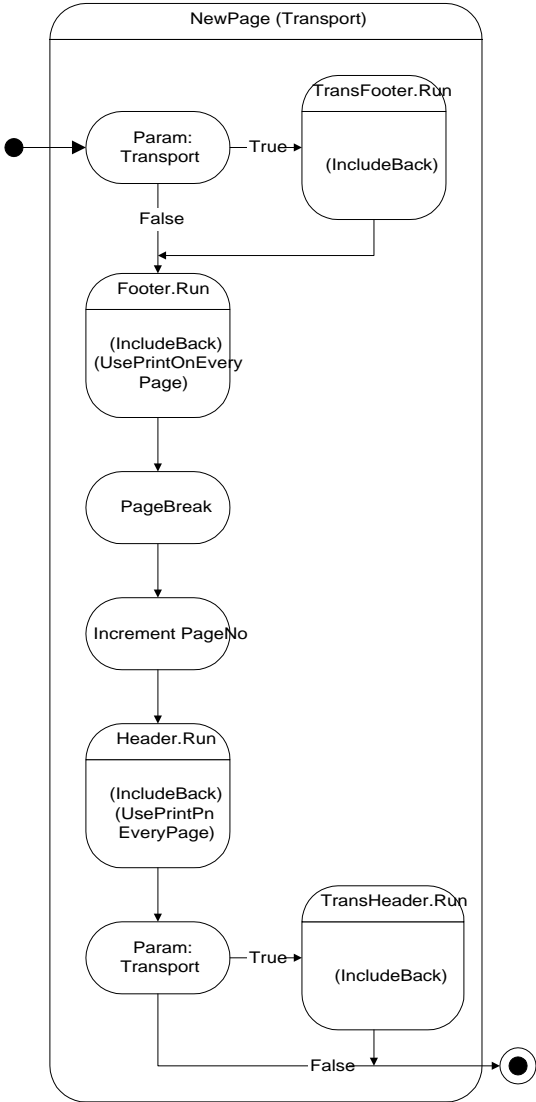 NewPage (Transport)
TransFooter.Run
Param:
Transport
True
(IncludeBack)
False
Footer.Run
(IncludeBack)
(UsePrintOnEvery
Page)
PageBreak
Increment PageNo
Header.Run
(IncludeBack)
(UsePrintPn
EveryPage)
TransHeader.Run
Param:
Transport
True
(IncludeBack)
False